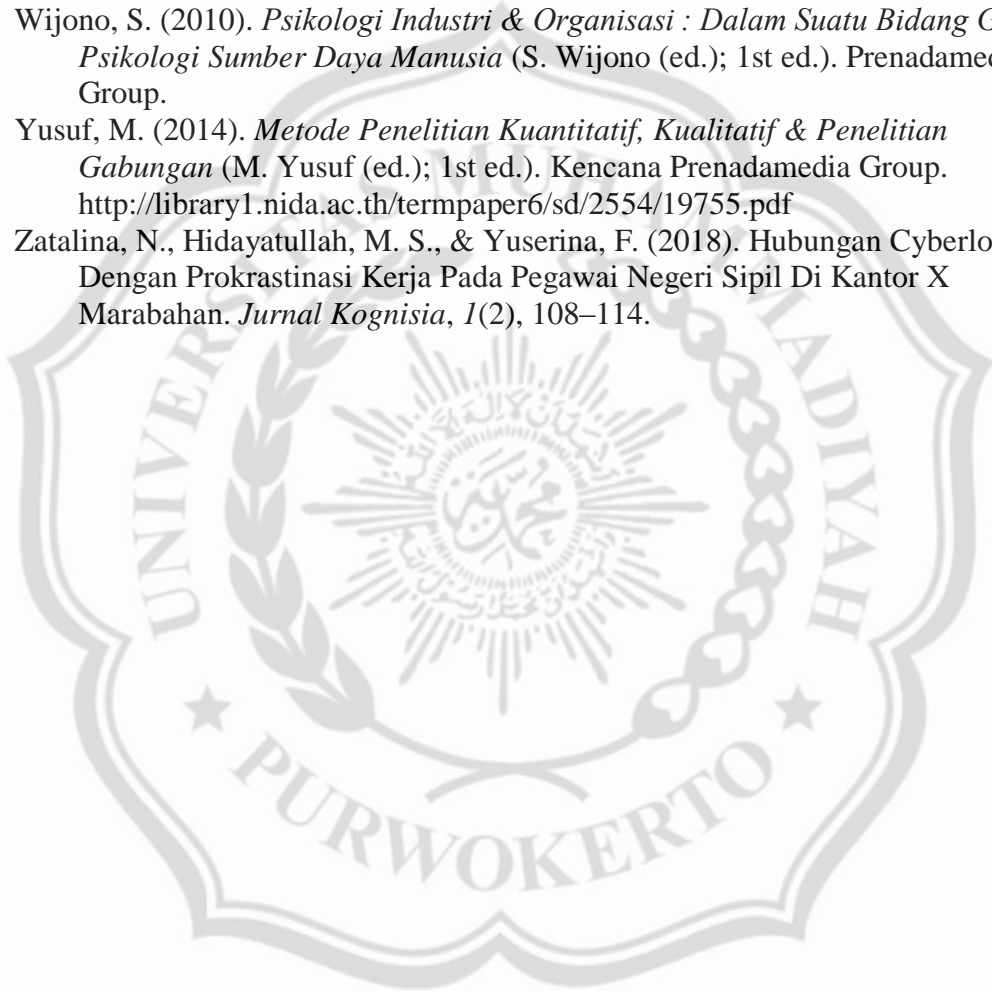 Wijono, S. (2010). Psikologi Industri & Organisasi : Dalam Suatu Bidang G
Psikologi Sumber Daya Manusia (S. Wijono (ed.); 1st ed.). Prenadamed
Group.
Yusuf, M. (2014). Metode Penelitian Kuantitatif, Kualitatif & Penelitian
Gabungan (M. Yusuf (ed.); 1st ed.). Kencana Prenadamedia Group.
http://library1.nida.ac.th/termpaper6/sd/2554/19755.pdf
Zatalina, N., Hidayatullah, M. S., & Yuserina, F. (2018). Hubungan Cyberlo
Dengan Prokrastinasi Kerja Pada Pegawai Negeri Sipil Di Kantor X
Marabahan. Jurnal Kognisia, 1(2), 108–114.
UNIVERSITAS MUHAMMADIYAH
PURWOKERTO